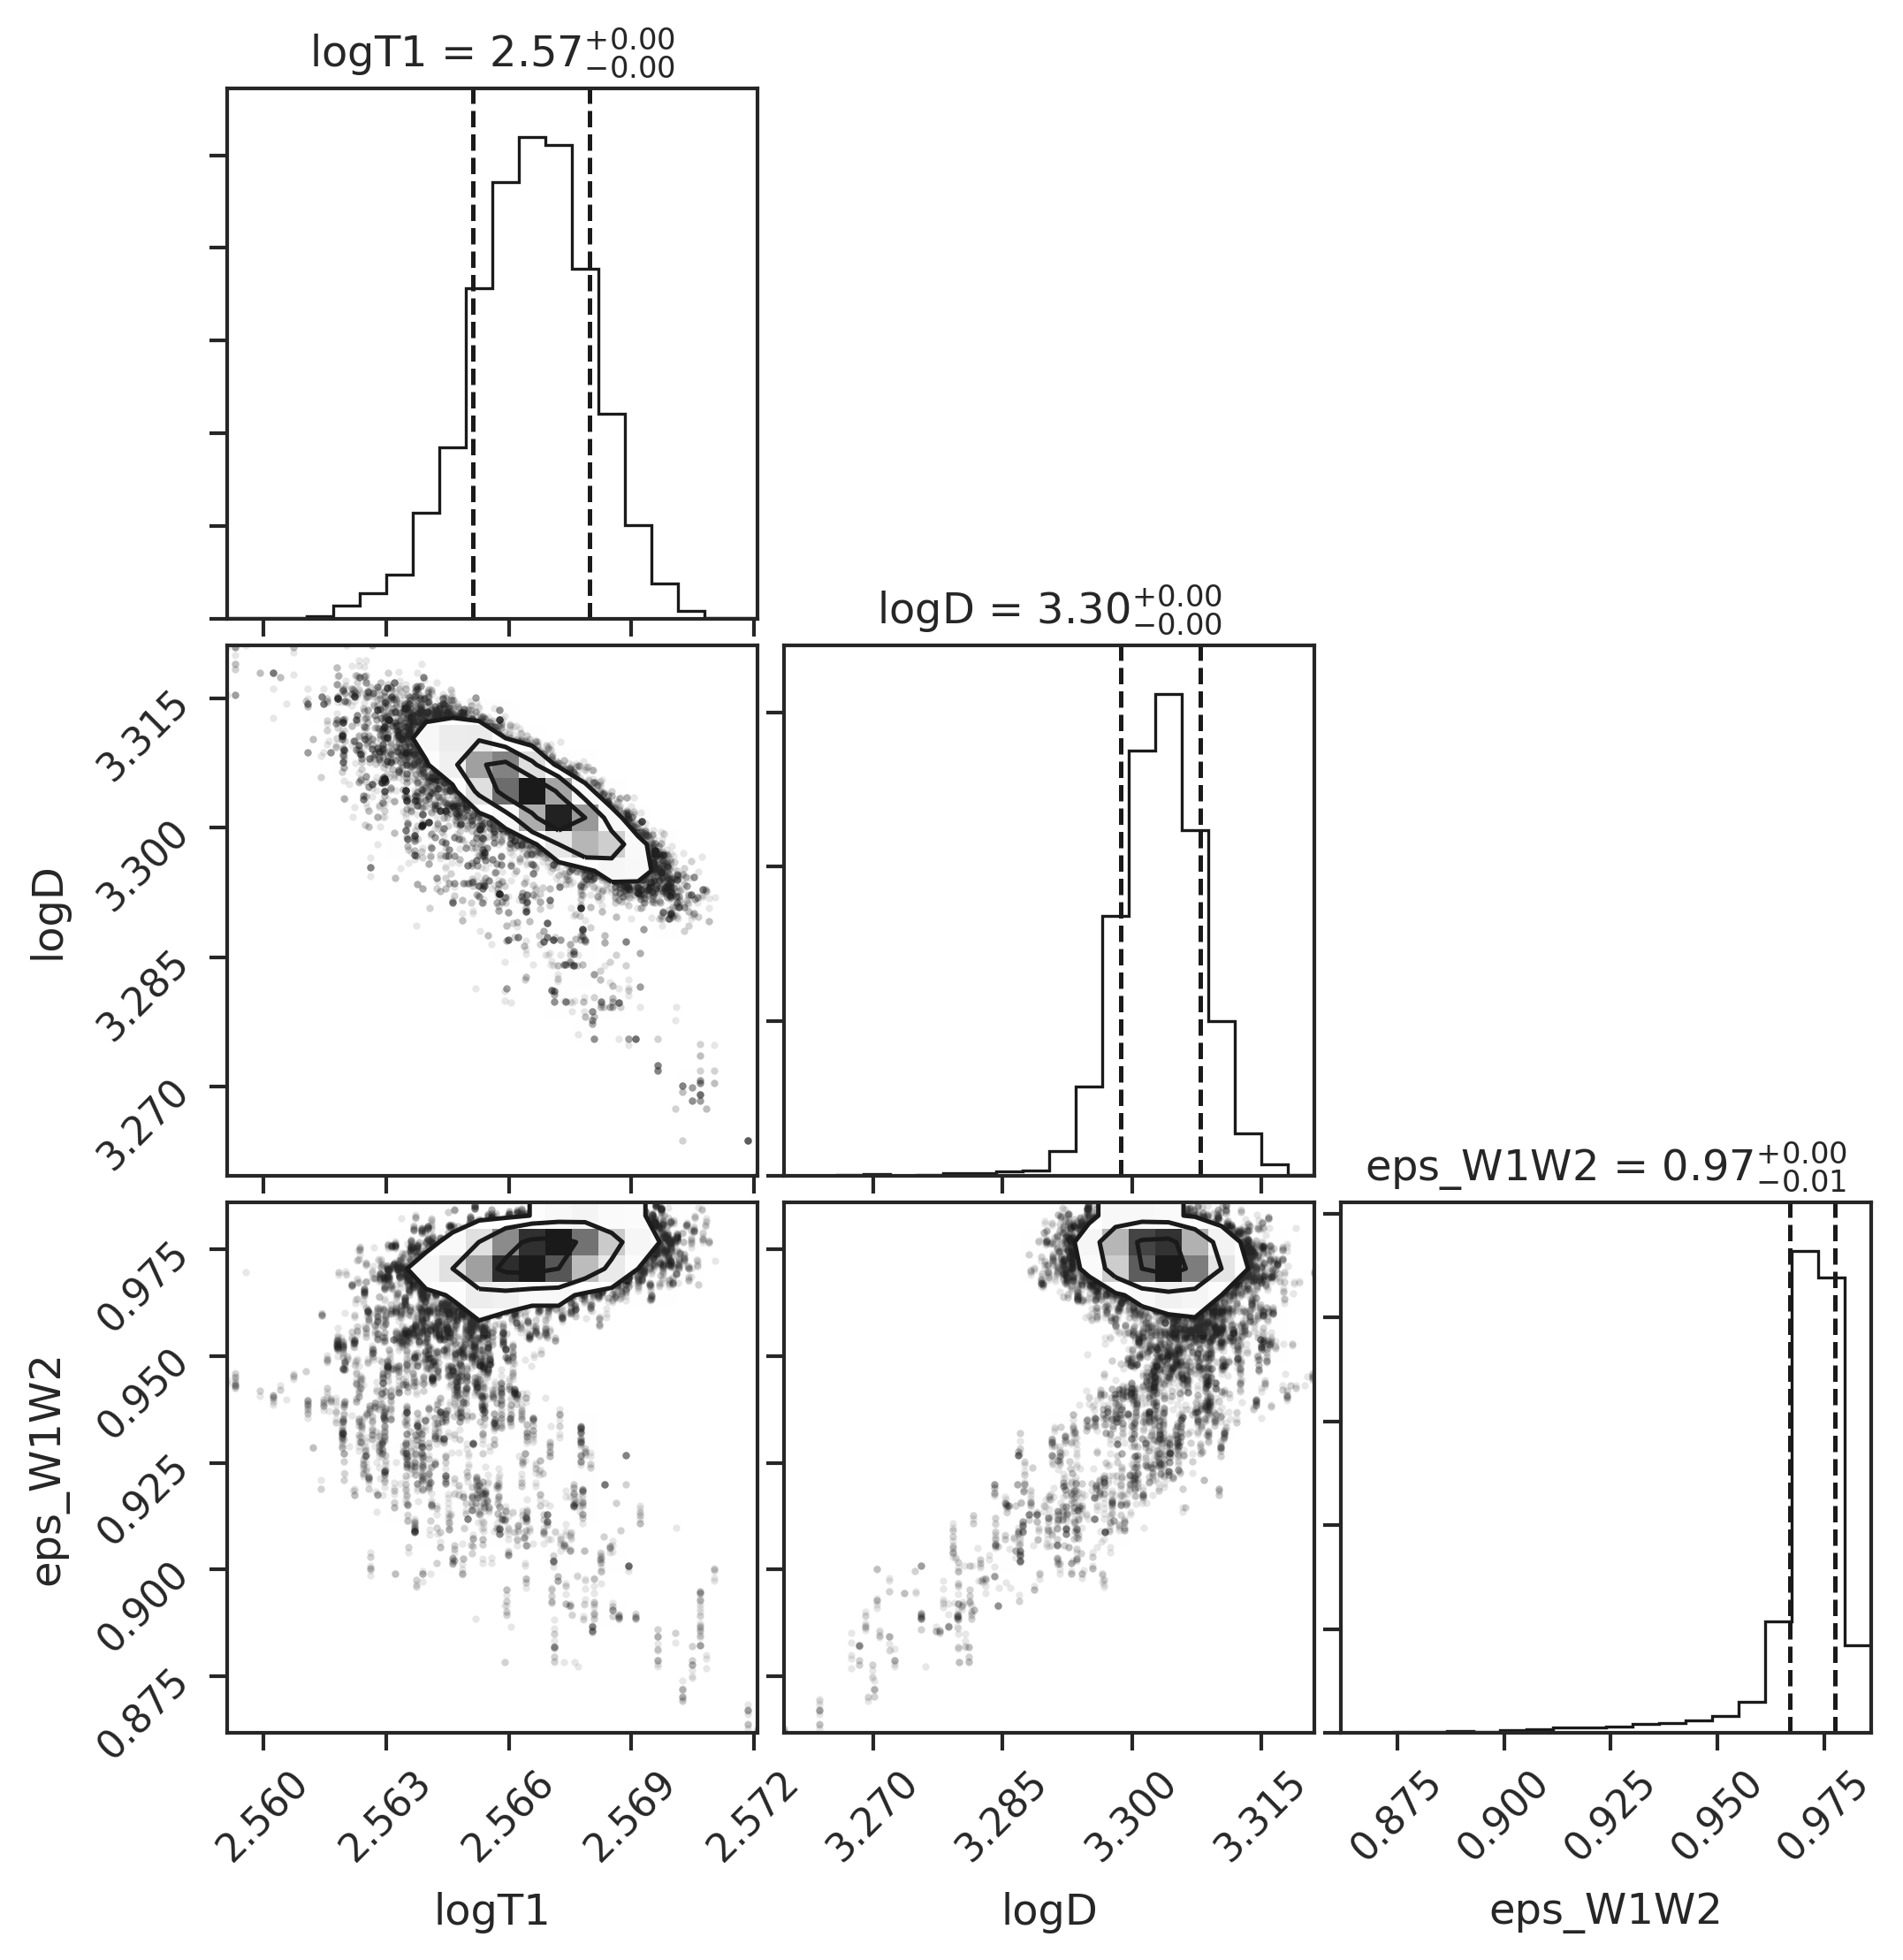 logT1 = 2.57+0.00−0.00
logD = 3.30+0.00−0.00
3.315
3.300
3.285
3.270
logD
eps_W1W2 = 0.97+0.00−0.01
0.975
0.950
0.925
0.900
0.875
eps_W1W2
2.560 2.563 2.566 2.569 2.572
logT1
3.270 3.285 3.300 3.315
logD
0.875 0.900 0.925 0.950 0.975
eps_W1W2